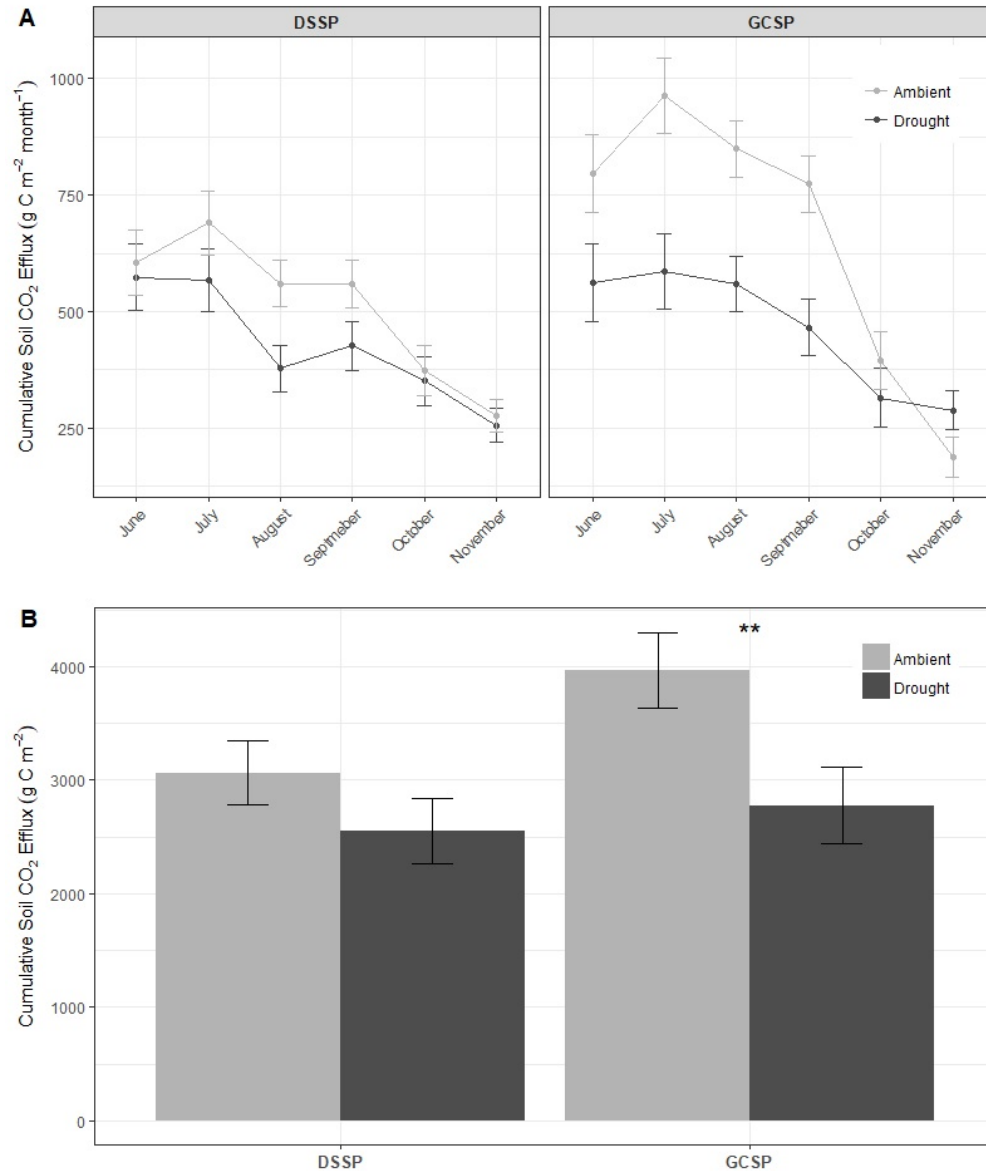 A
DSSP
GCSP
Cumulative Soil CO₂ Efflux (g C m⁻² month⁻¹)
1000
750
500
250
Ambient
Drought
June
July
August
Septmeber
October
November
June
July
August
Septmeber
October
November
B
Cumulative Soil CO₂ Efflux (g C m⁻²)
4000
3000
2000
1000
0
**
Ambient
Drought
DSSP
GCSP